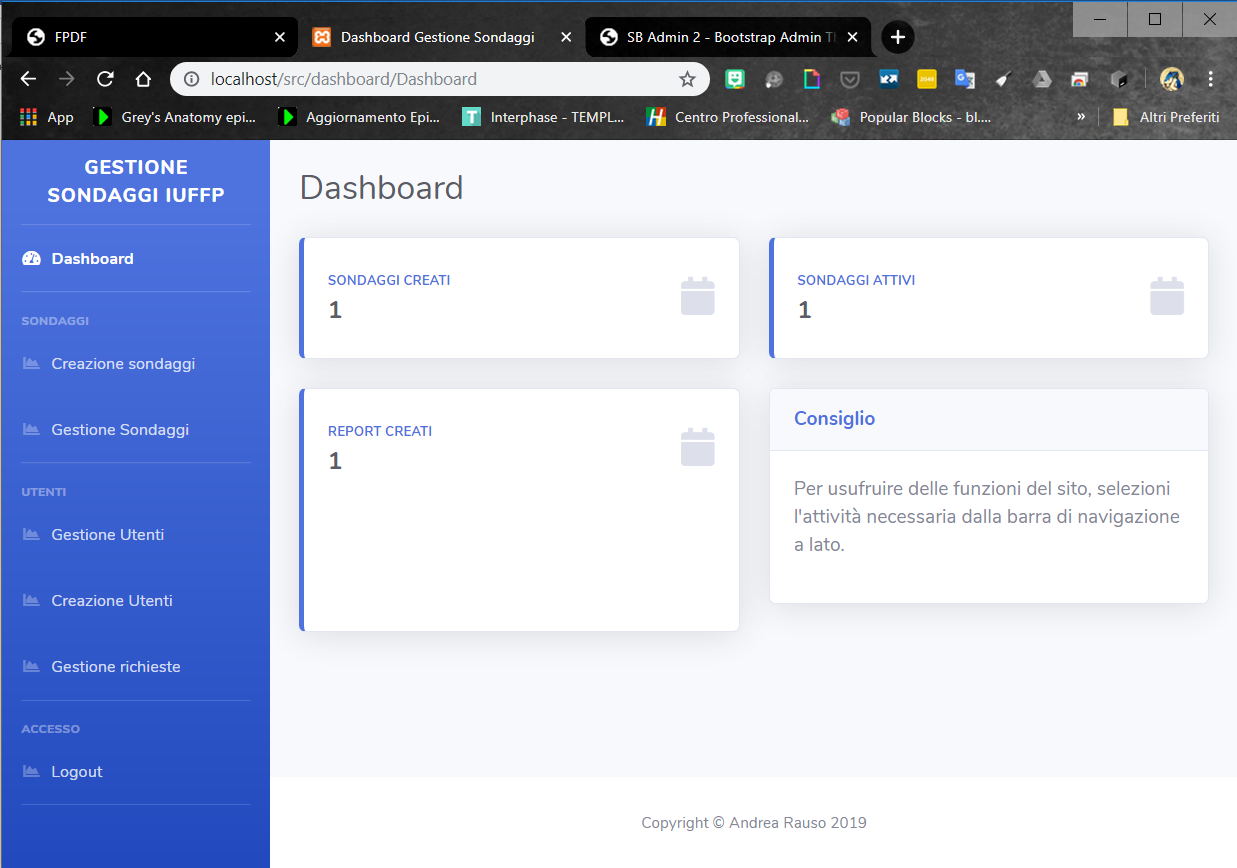 FPDF
Dashboard Gestione Sondaggi
SB Admin 2 - Bootstrap Admin Th
localhost/src/dashboard/Dashboard
App
Grey's Anatomy epi...
Aggiornamento Epi...
Interphase - TEMPL...
Centro Professional...
Popular Blocks - bl....
»
Altri Preferiti
GESTIONE
SONDAGGI IUFFP
Dashboard
SONDAGGI
Creazione sondaggi
Gestione Sondaggi
UTENTI
Gestione Utenti
Creazione Utenti
Gestione richieste
ACCESSO
Logout
Dashboard
SONDAGGI CREATI
1
SONDAGGI ATTIVI
1
REPORT CREATI
1
Consiglio
Per usufruire delle funzioni del sito, selezioni
l'attività necessaria dalla barra di navigazione
a lato.
Copyright © Andrea Rauso 2019